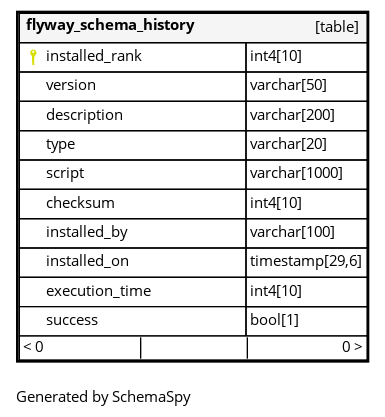 flyway_schema_history [table]
installed_rank int4[10]
version varchar[50]
description varchar[200]
type varchar[20]
script varchar[1000]
checksum int4[10]
installed_by varchar[100]
installed_on timestamp[29,6]
execution_time int4[10]
success bool[1]
< 0 0 >
Generated by SchemaSpy